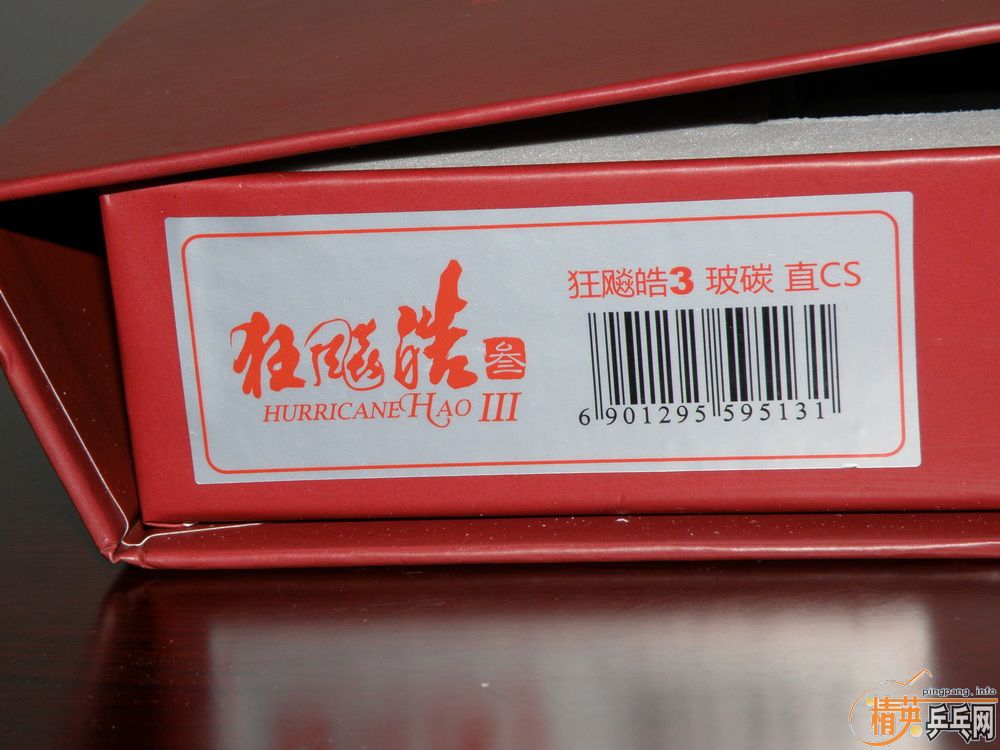 狂飚皓 叁
HURRICANE HAO III
狂飚皓3 玻碳 直CS
6 901295 595131
pingpang.info
精英乒乓网